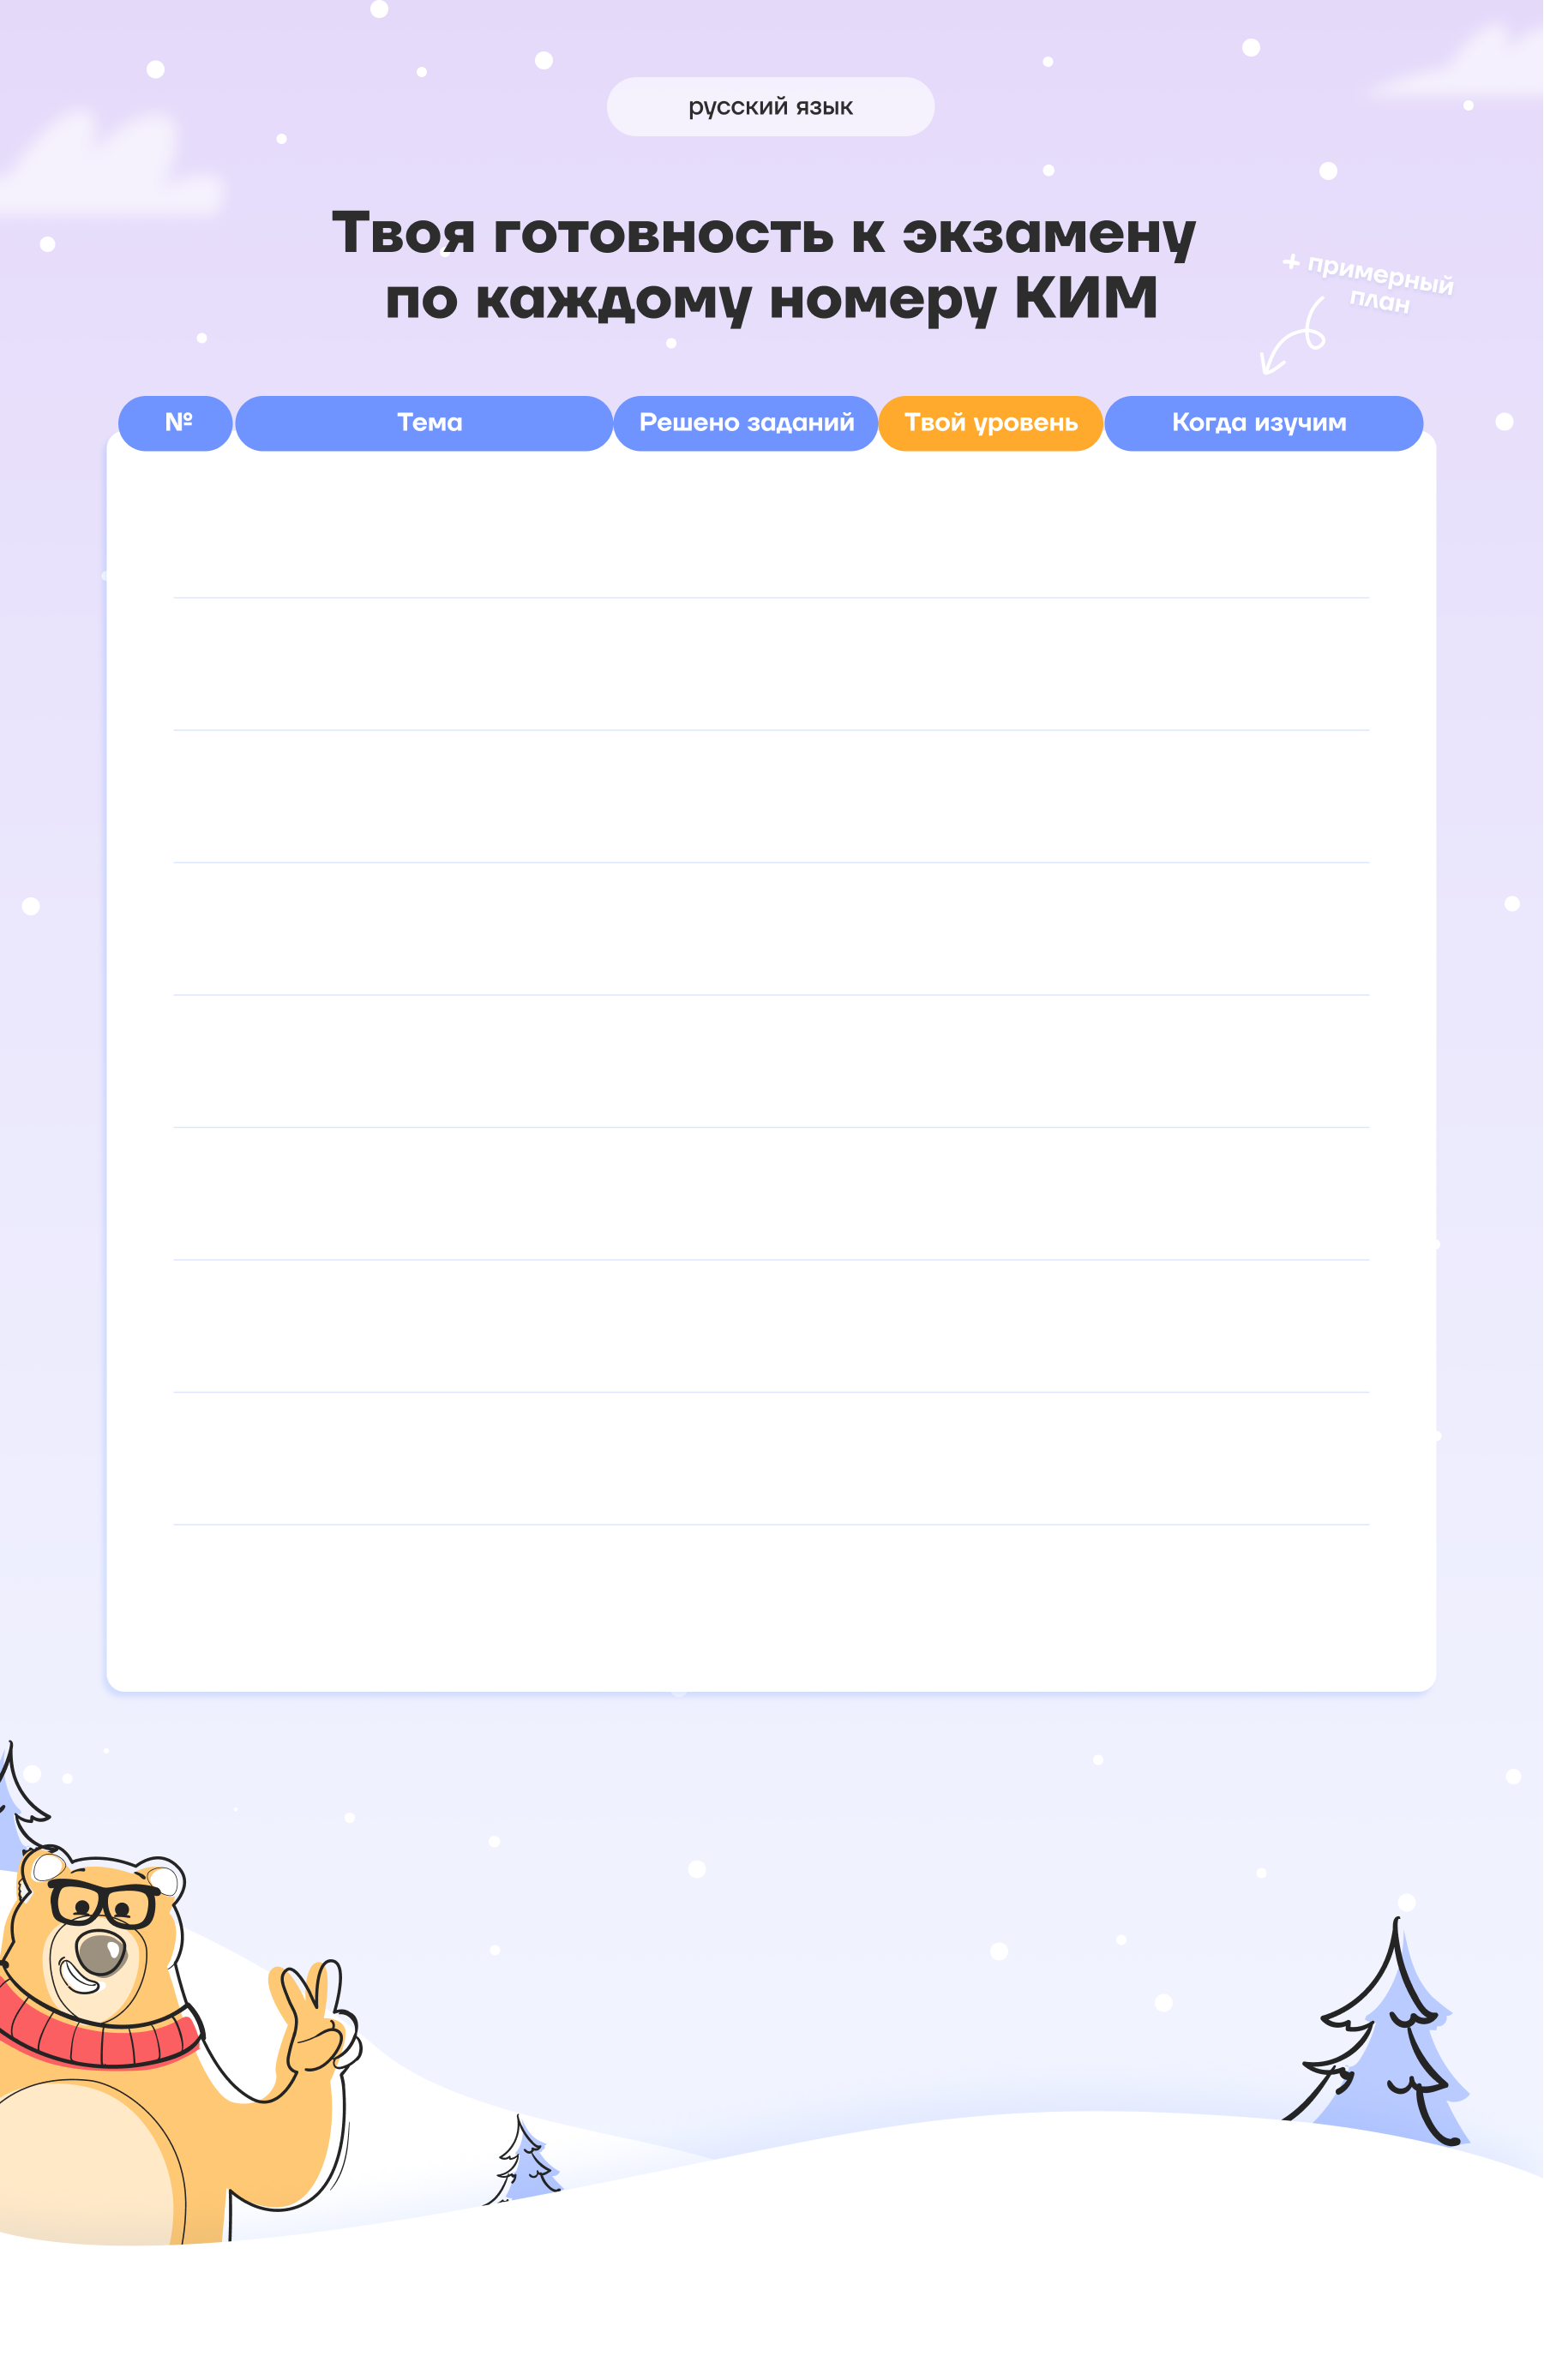 русский язык
Твоя готовность к экзамену
по каждому номеру КИМ
+ примерный
план
№ Тема Решено заданий Твой уровень Когда изучим